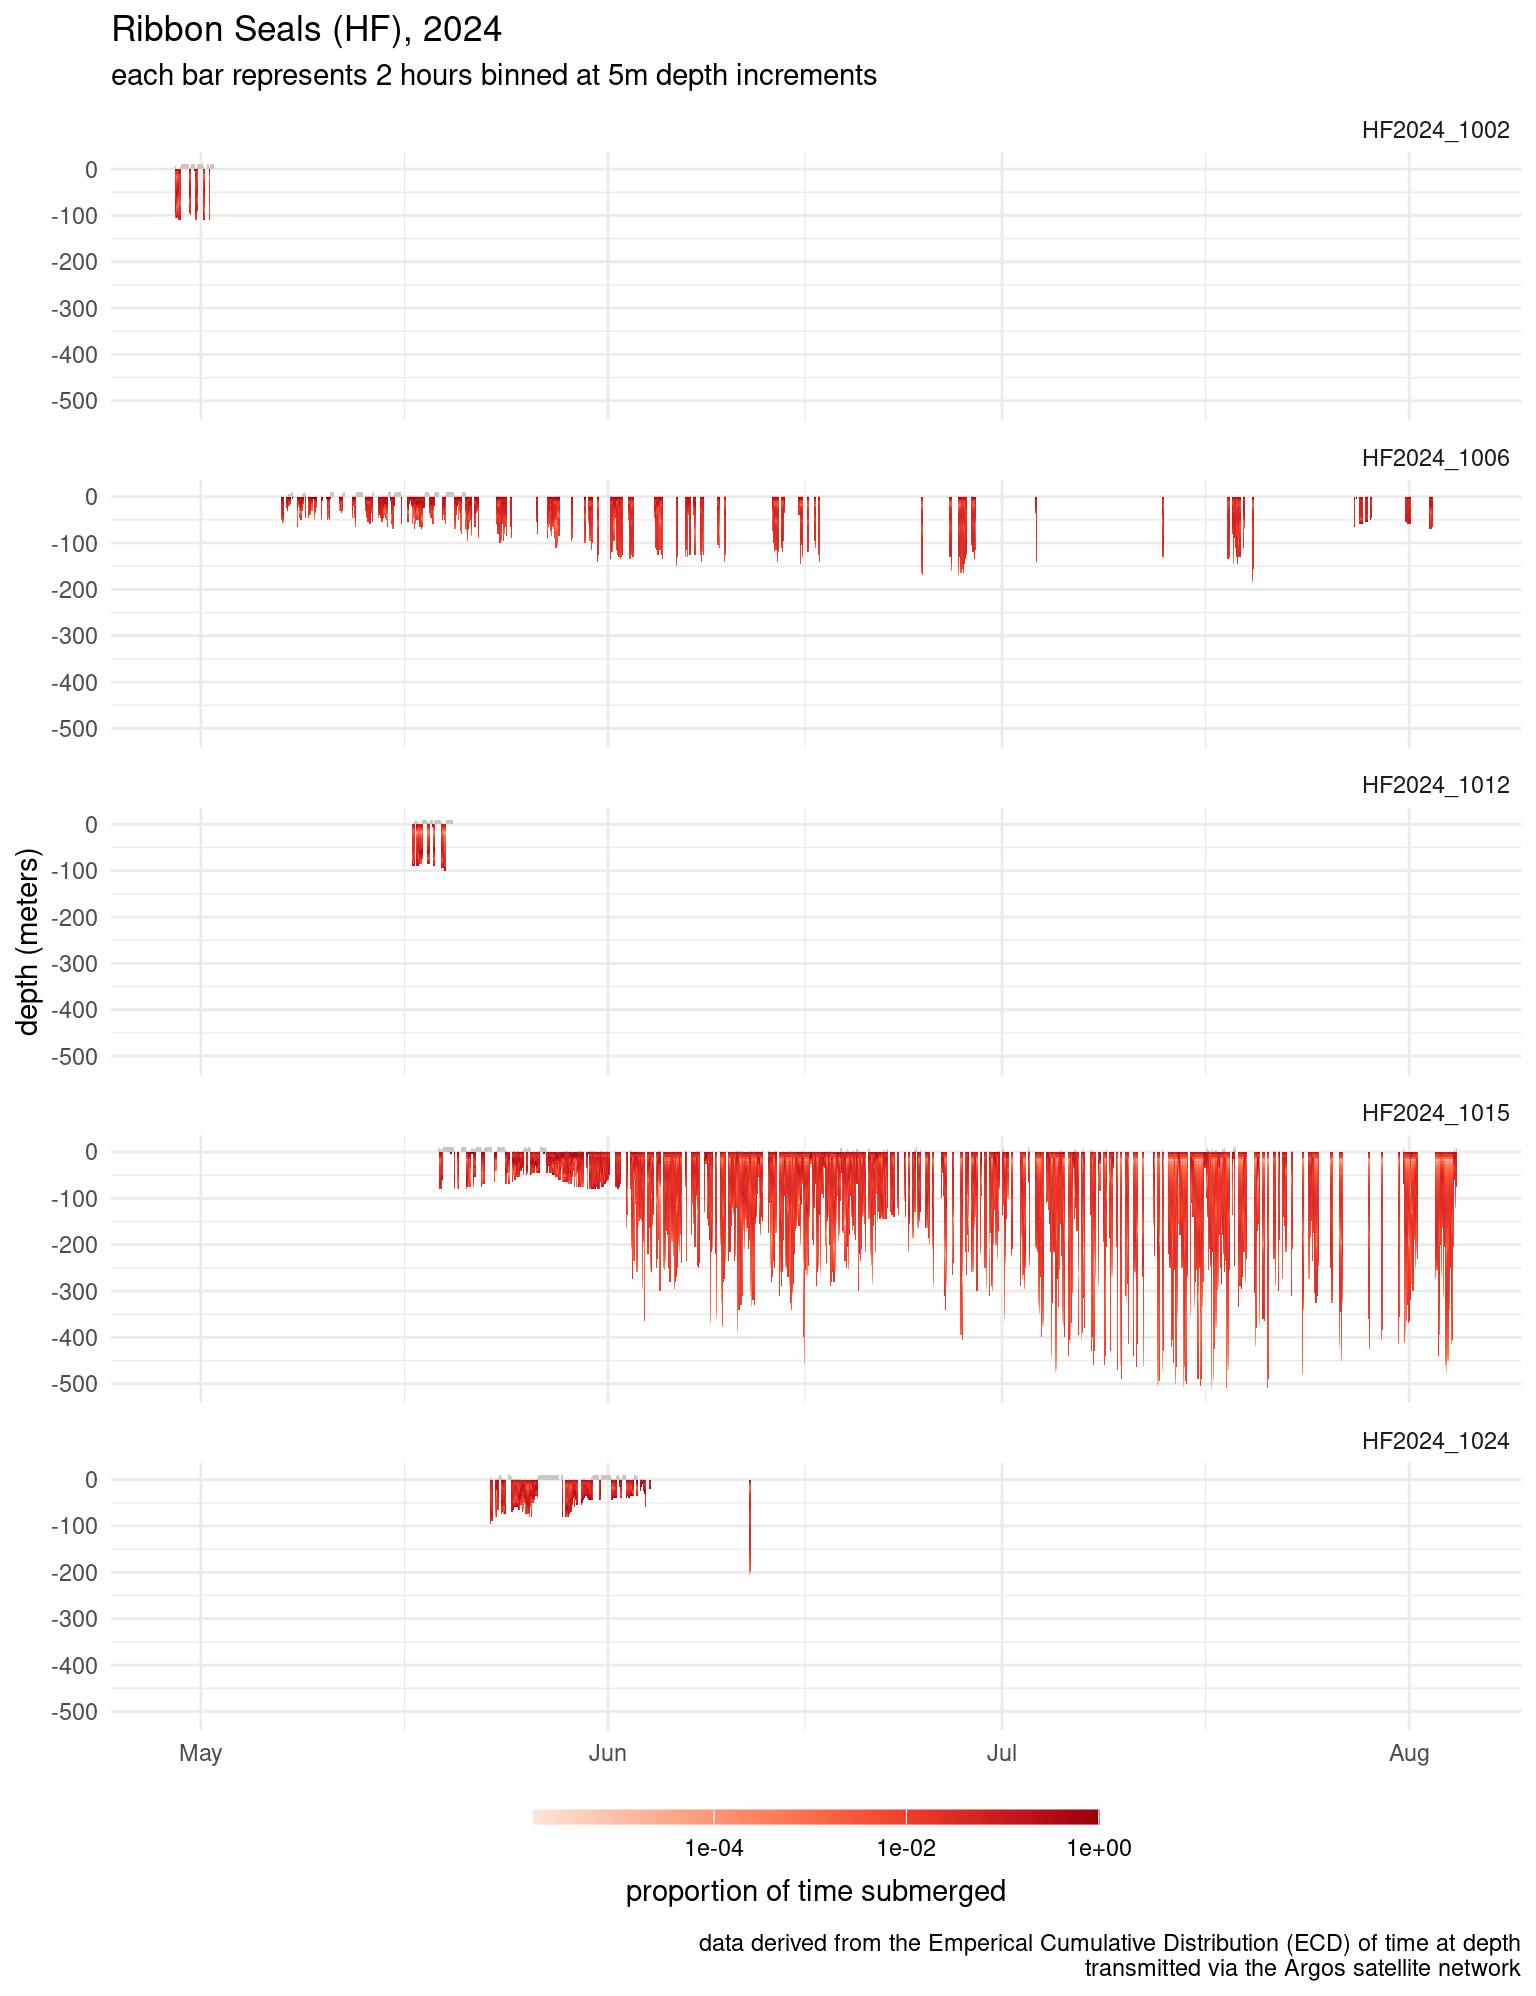 Ribbon Seals (HF), 2024
each bar represents 2 hours binned at 5m depth increments
HF2024_1002
0
-100
-200
-300
-400
-500
HF2024_1006
0
-100
-200
-300
-400
-500
HF2024_1012
0
-100
-200
-300
-400
-500
depth (meters)
HF2024_1015
0
-100
-200
-300
-400
-500
HF2024_1024
0
-100
-200
-300
-400
-500
May Jun Jul Aug
1e-04 1e-02 1e+00
proportion of time submerged
data derived from the Emperical Cumulative Distribution (ECD) of time at depth
transmitted via the Argos satellite network